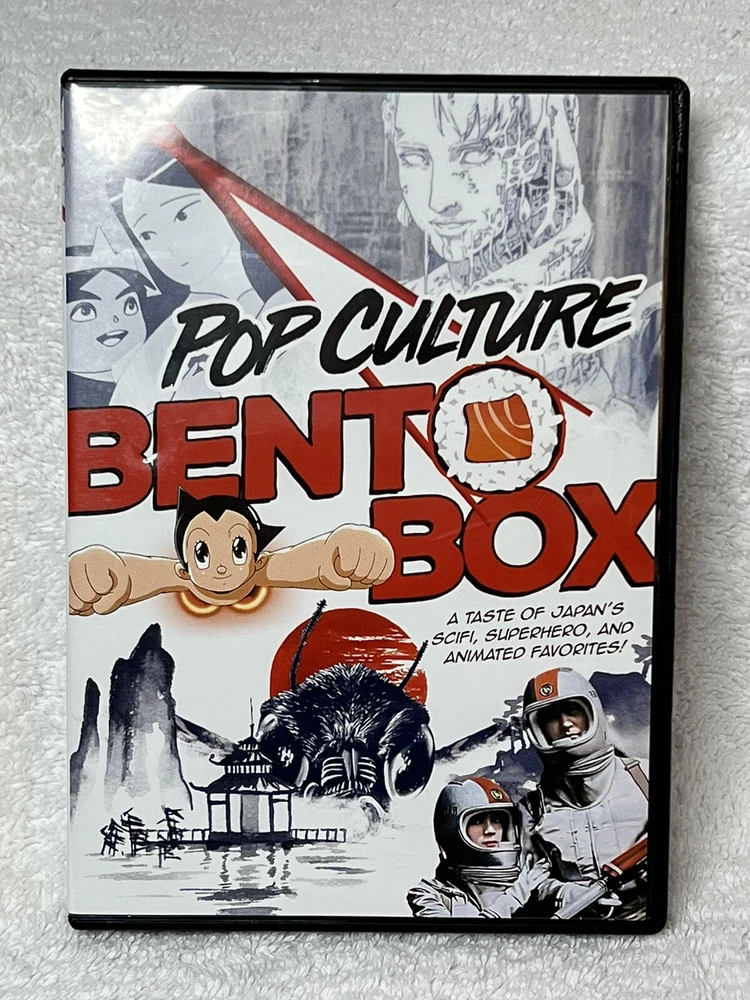 POP CULTURE
BENTO
BOX
A TASTE OF JAPAN'S
SCIFI, SUPERHERO, AND
ANIMATED FAVORITES!